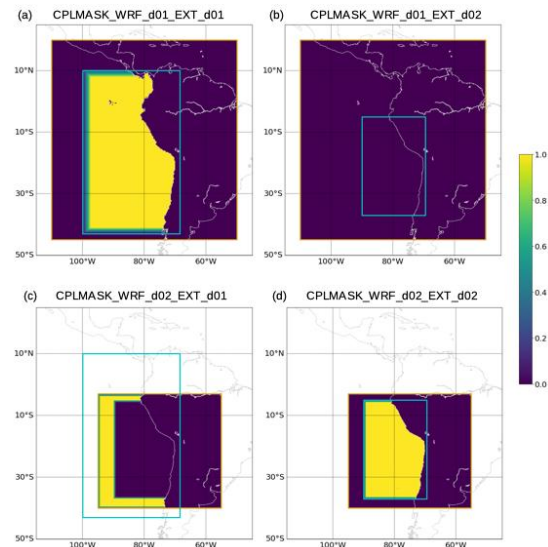 (a) CPLMASK_WRF_d01_EXT_d01
(b) CPLMASK_WRF_d01_EXT_d02
10°N
10°S
30°S
50°S
100°W 80°W 60°W
10°N
10°S
30°S
50°S
100°W 80°W 60°W
1.0
0.8
0.6
0.4
0.2
0.0
(c) CPLMASK_WRF_d02_EXT_d01
(d) CPLMASK_WRF_d02_EXT_d02
10°N
10°S
30°S
50°S
100°W 80°W 60°W
10°N
10°S
30°S
50°S
100°W 80°W 60°W